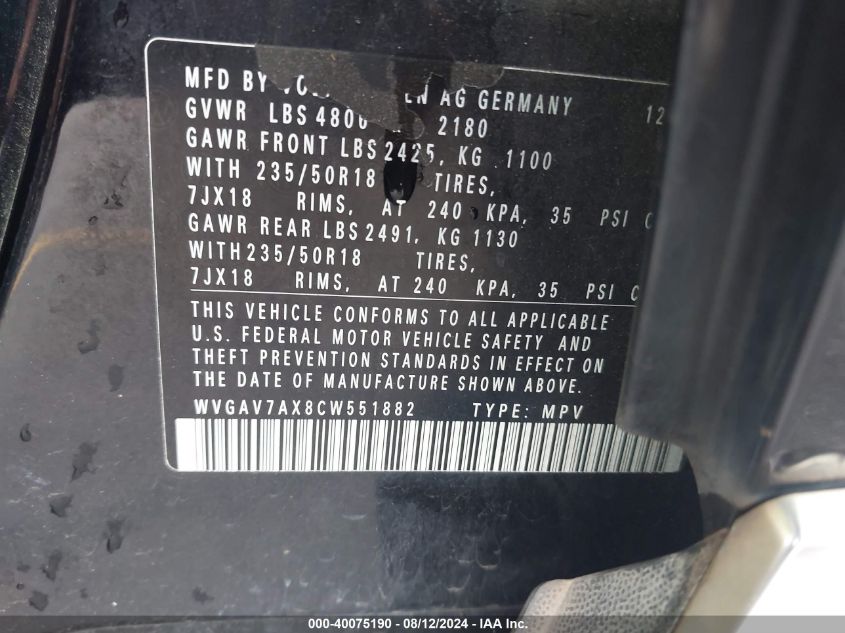 MFD BY AG GERMANY 12
GVWR LBS 4806 2180
GAWR FRONT LBS 2425, KG 1100
WITH 235/50R18 TIRES,
7JX18 RIMS, AT 240 KPA, 35 PSI C
GAWR REAR LBS 2491, KG 1130
WITH 235/50R18 TIRES,
7JX18 RIMS, AT 240 KPA, 35 PSI C
THIS VEHICLE CONFORMS TO ALL APPLICABLE
U.S. FEDERAL MOTOR VEHICLE SAFETY AND
THEFT PREVENTION STANDARDS IN EFFECT ON
THE DATE OF MANUFACTURE SHOWN ABOVE.
WVGAV7AX8CW551882 TYPE: MPV
000-40075190 - 08/12/2024 - IAA Inc.